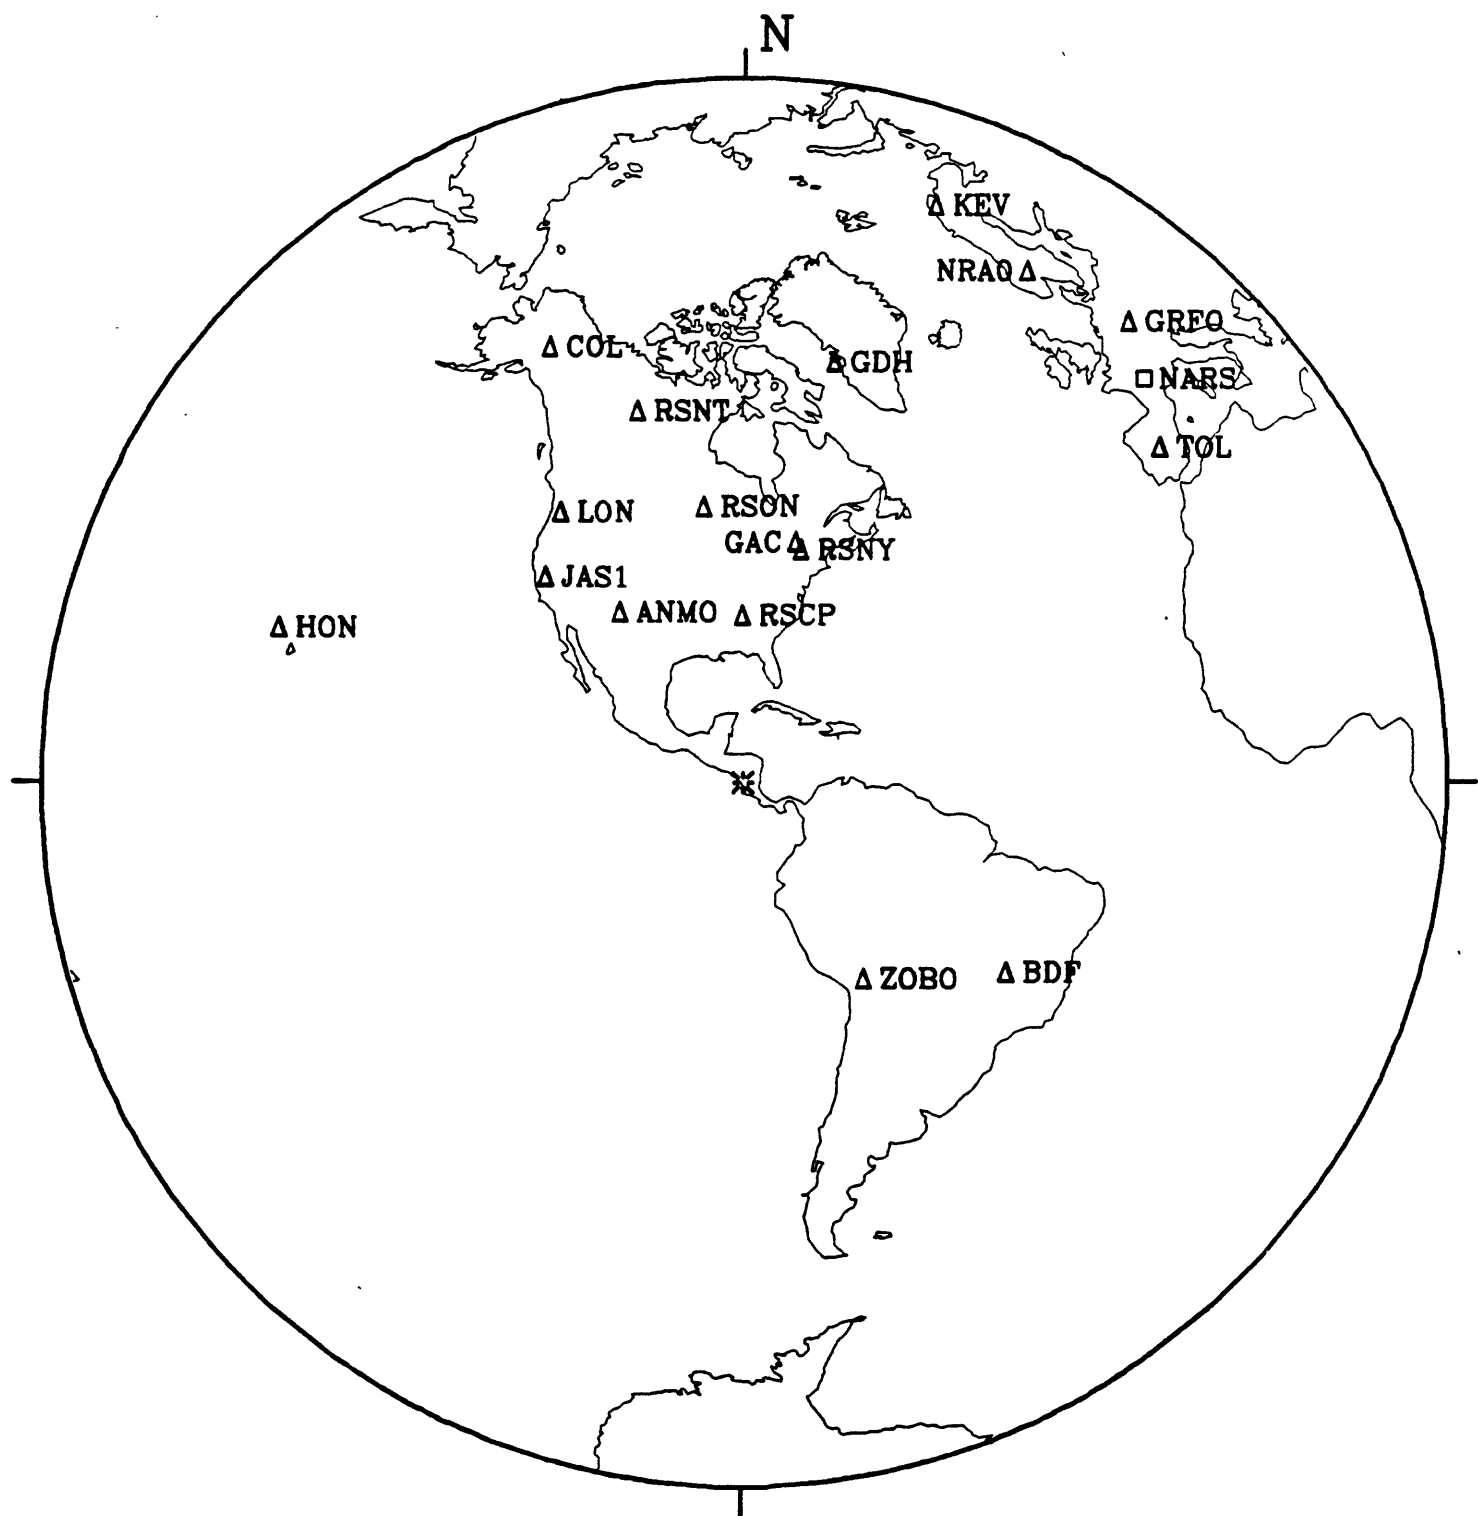 N
KEV
NRAO
GRFO
COL
GDH
NARS
RSNT
TOL
LON
RSON
GAC
RSNY
JAS1
ANMO
RSCP
HON
ZOBO
BDF